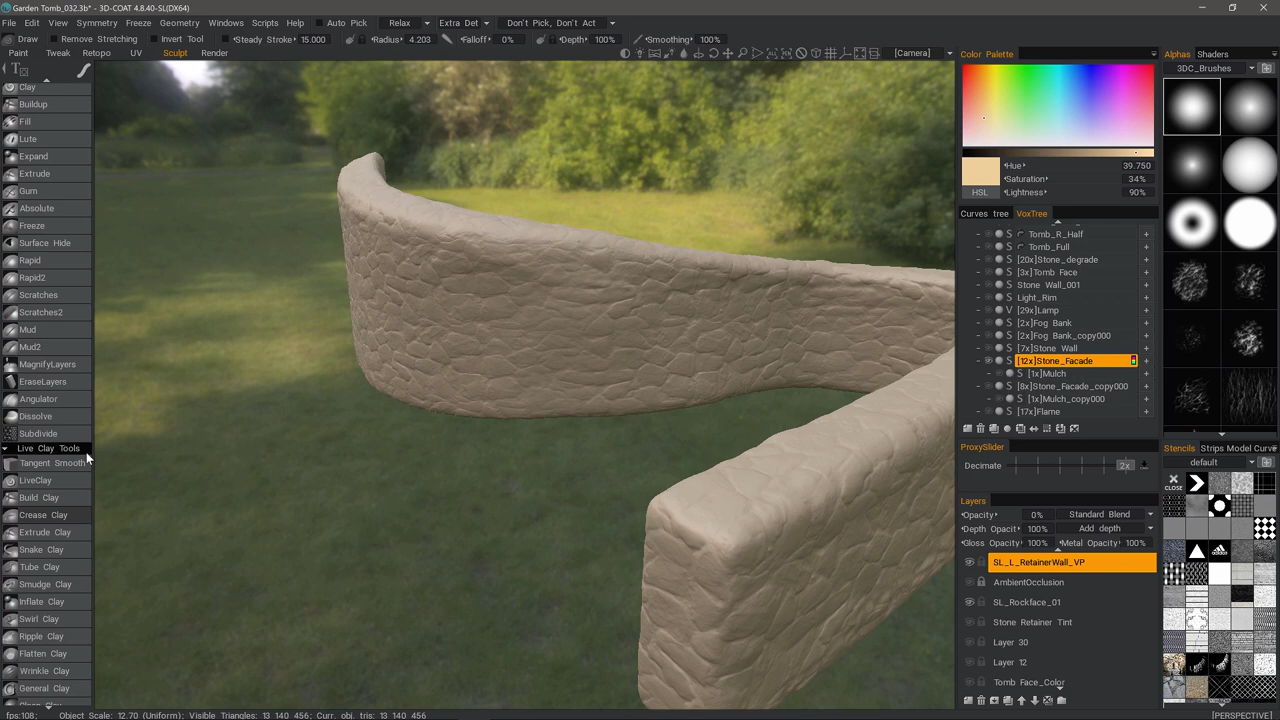 Garden Tomb_032.3b* - 3D-COAT 4.8.40-SL(DX64)
File Edit View Symmetry Freeze Geometry Windows Scripts Help Auto Pick Relax Extra Det Don't Pick, Don't Act
Draw Remove Stretching Invert Tool Steady Stroke 15.000 Radius 4.203 Falloff 0% Depth 100% Smoothing 100%
Paint Tweak Retopo UV Sculpt Render [Camera]
Clay
Buildup
Fill
Lute
Expand
Extrude
Gum
Absolute
Freeze
Surface Hide
Rapid
Rapid2
Scratches
Scratches2
Mud
Mud2
MagnifyLayers
EraseLayers
Angulator
Dissolve
Subdivide
Live Clay Tools
Tangent Smooth
LiveClay
Build Clay
Crease Clay
Extrude Clay
Snake Clay
Tube Clay
Smudge Clay
Inflate Clay
Swirl Clay
Ripple Clay
Flatten Clay
Wrinkle Clay
General Clay
Color Palette
Hue 39.750
Saturation 34%
HSL Lightness 90%
Curves tree VoxTree
S Tomb_R_Half +
S Tomb_Full +
S [20x]Stone_degrade +
S [3x]Tomb Face +
S Stone Wall_001 +
S Light_Rim +
V [29x]Lamp +
S [2x]Fog Bank +
S [2x]Fog Bank_copy000 +
S [7x]Stone Wall +
S [12x]Stone_Facade +
S [1x]Mulch +
S [8x]Stone_Facade_copy000 +
S [1x]Mulch_copy000 +
S [17x]Flame +
ProxySlider
Decimate 2x
Layers
Opacity 0% Standard Blend
Depth Opacit 100% Add depth
Gloss Opacity 100% Metal Opacity 100%
SL_L_RetainerWall_VP
AmbientOcclusion
SL_Rockface_01
Stone Retainer Tint
Layer 30
Layer 12
Tomb Face_Color
Alphas Shaders
3DC_Brushes
Stencils Strips Model Curv
default
CLOSE
adidas
fps:108; Object Scale: 12.70 (Uniform); Visible Triangles: 13 140 456; Curr. obj. tris: 13 140 456
[PERSPECTIVE]